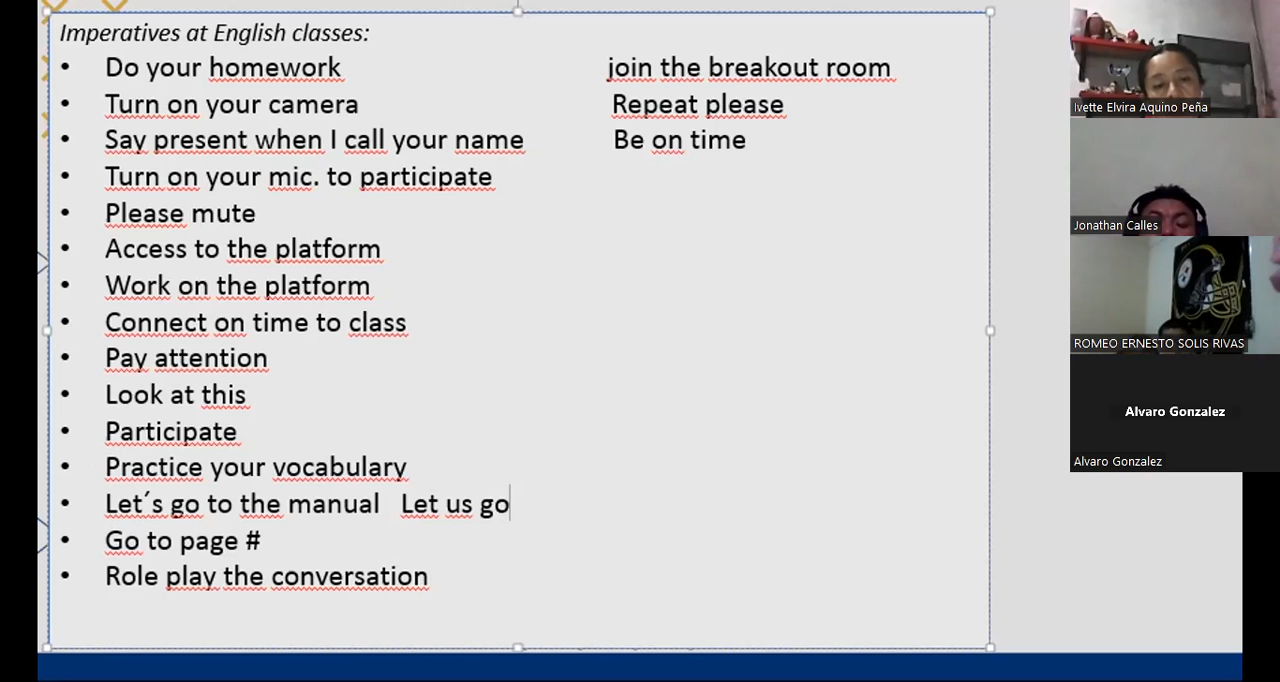 Imperatives at English classes:
• Do your homework
• Turn on your camera
• Say present when I call your name
• Turn on your mic. to participate
• Please mute
• Access to the platform
• Work on the platform
• Connect on time to class
• Pay attention
• Look at this
• Participate
• Practice your vocabulary
• Let´s go to the manual Let us go
• Go to page #
• Role play the conversation
join the breakout room
Repeat please
Be on time
Ivette Elvira Aquino Peña
Jonathan Calles
ROMEO ERNESTO SOLIS RIVAS
Alvaro Gonzalez
Alvaro Gonzalez